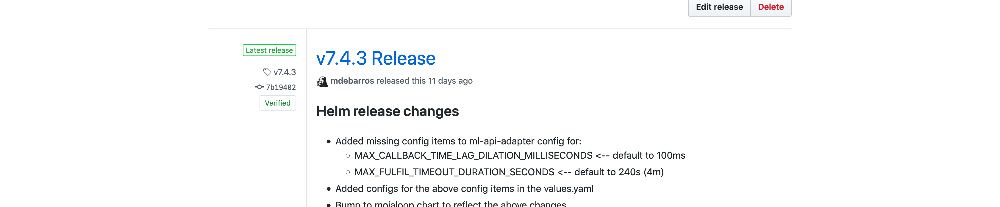 Edit release
Delete
Latest release
v7.4.3
7b19402
Verified
v7.4.3 Release
mdebarros released this 11 days ago
Helm release changes
Added missing config items to ml-api-adapter config for:
MAX_CALLBACK_TIME_LAG_DILATION_MILLISECONDS <-- default to 100ms
MAX_FULFIL_TIMEOUT_DURATION_SECONDS <-- default to 240s (4m)
Added configs for the above config items in the values.yaml
Bump to mojaloop chart to reflect the above changes